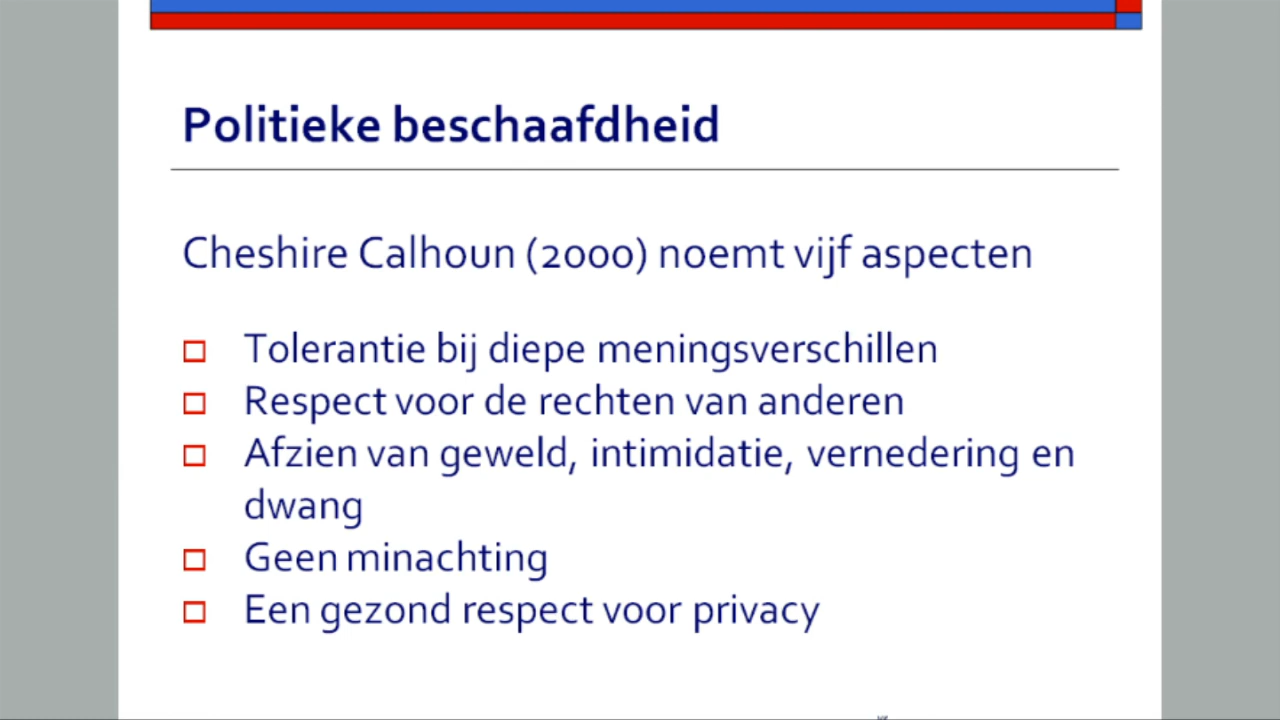 Politieke beschaafdheid
Cheshire Calhoun (2000) noemt vijf aspecten
Tolerantie bij diepe meningsverschillen
Respect voor de rechten van anderen
Afzien van geweld, intimidatie, vernedering en
dwang
Geen minachting
Een gezond respect voor privacy